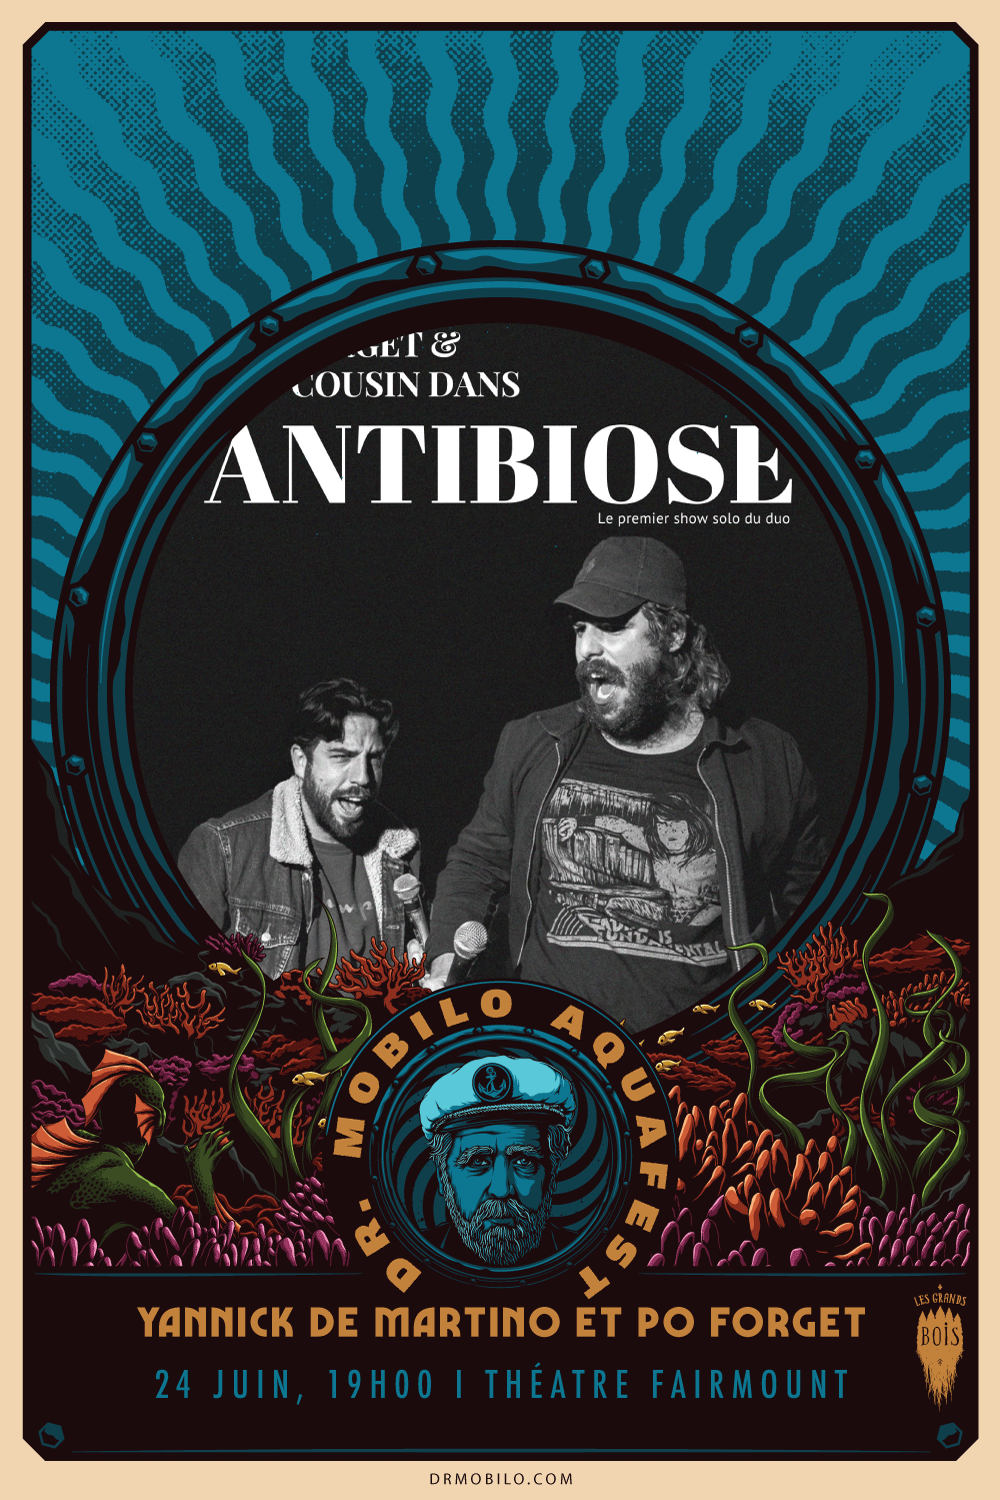 & 
COUSIN DANS
ANTIBIOSE
Le premier show solo du duo
DR. MOBILO AQUAFEST
YANNICK DE MARTINO ET PO FORGET
LES GRANDS
BOIS
24 JUIN, 19H00 I THÉATRE FAIRMOUNT
DRMOBILO.COM